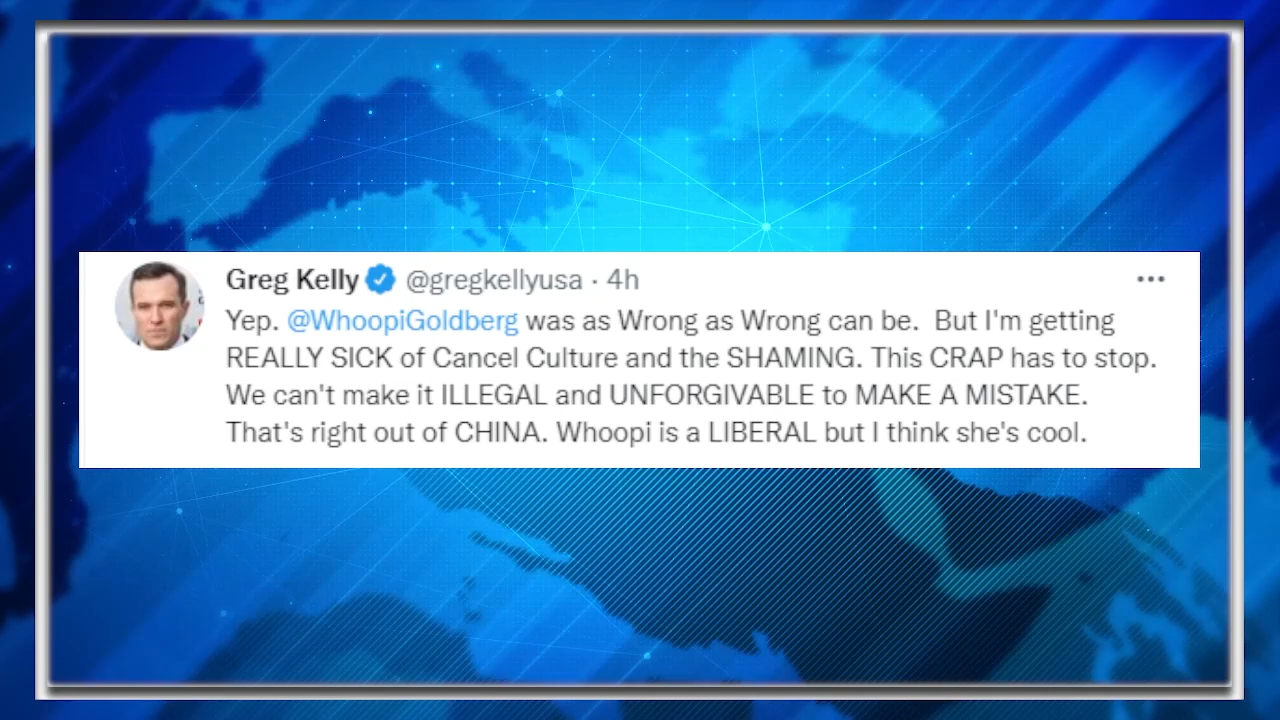 Greg Kelly @gregkellyusa · 4h
Yep. @WhoopiGoldberg was as Wrong as Wrong can be.  But I'm getting
REALLY SICK of Cancel Culture and the SHAMING. This CRAP has to stop.
We can't make it ILLEGAL and UNFORGIVABLE to MAKE A MISTAKE.
That's right out of CHINA. Whoopi is a LIBERAL but I think she's cool.